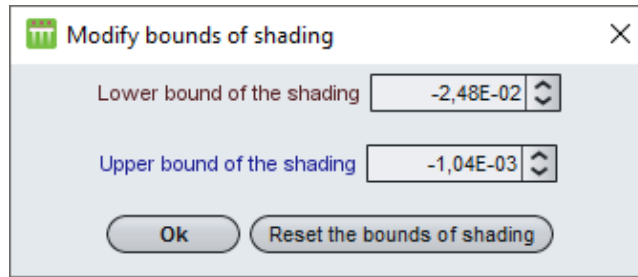 Modify bounds of shading
Lower bound of the shading -2,48E-02
Upper bound of the shading -1,04E-03
Ok Reset the bounds of shading